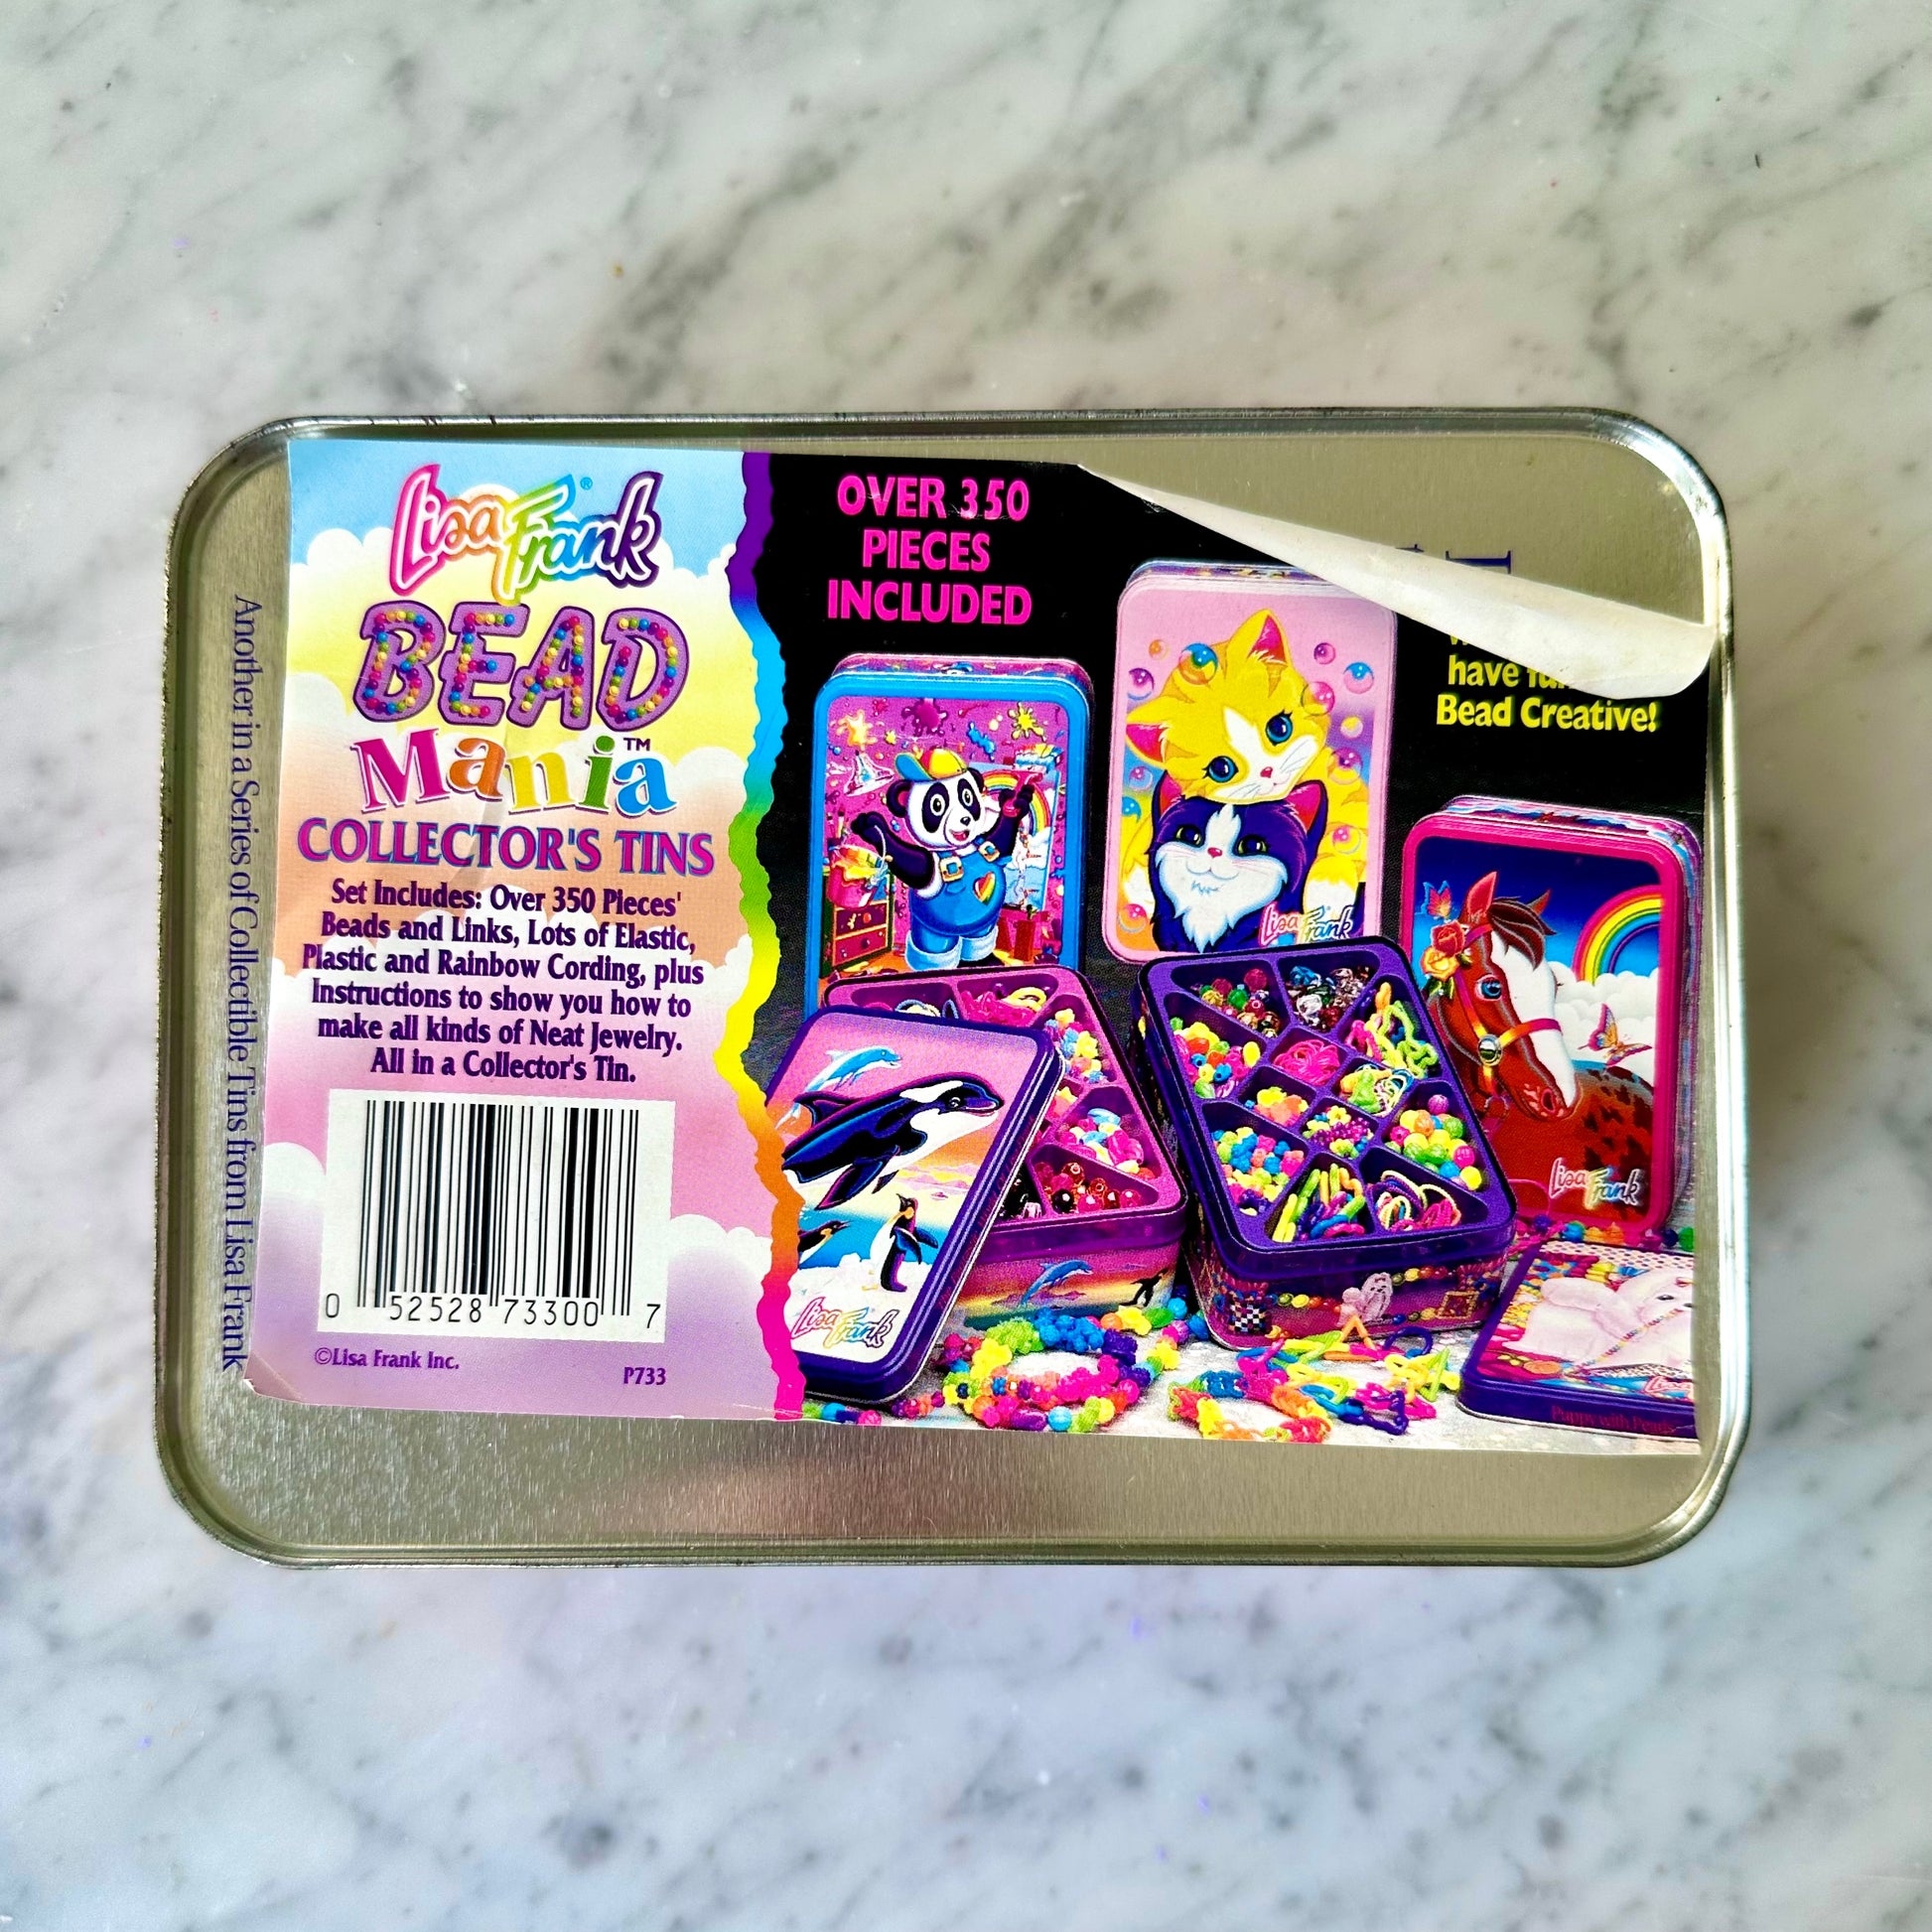 Lisa Frank®
BEAD
Mania™
COLLECTOR'S TINS
Set Includes: Over 350 Pieces'
Beads and Links, Lots of Elastic,
Plastic and Rainbow Cording, plus
Instructions to show you how to
make all kinds of Neat Jewelry.
All in a Collector's Tin.
0 52528 73300 7
©Lisa Frank Inc.
P733
OVER 350
PIECES
INCLUDED
have
Bead Creative!
Lisa Frank
Lisa Frank
Lisa Frank
Puppy with Pearls
Another in a Series of Collectible Tins from Lisa Frank